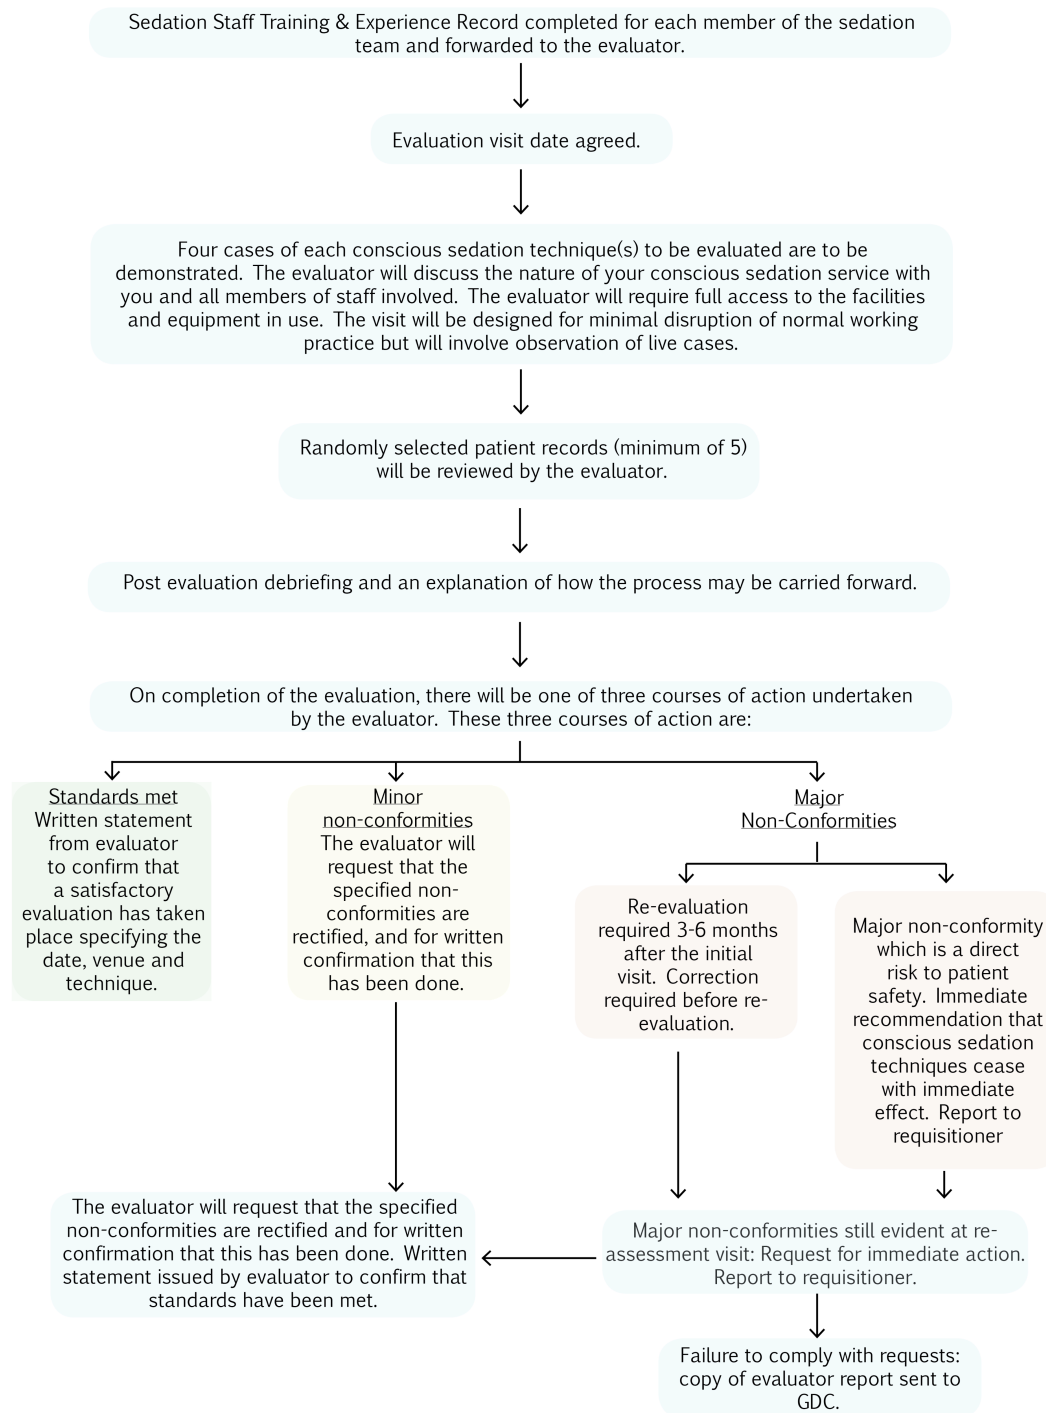 Sedation Staff Training & Experience Record completed for each member of the sedation
team and forwarded to the evaluator.
Evaluation visit date agreed.
Four cases of each conscious sedation technique(s) to be evaluated are to be
demonstrated. The evaluator will discuss the nature of your conscious sedation service with
you and all members of staff involved. The evaluator will require full access to the facilities
and equipment in use. The visit will be designed for minimal disruption of normal working
practice but will involve observation of live cases.
Randomly selected patient records (minimum of 5)
will be reviewed by the evaluator.
Post evaluation debriefing and an explanation of how the process may be carried forward.
On completion of the evaluation, there will be one of three courses of action undertaken
by the evaluator. These three courses of action are:
Standards met
Written statement
from evaluator
to confirm that
a satisfactory
evaluation has taken
place specifying the
date, venue and
technique.
Minor
non-conformities
The evaluator will
request that the
specified non-
conformities are
rectified, and for written
confirmation that this
has been done.
Major
Non-Conformities
Re-evaluation
required 3-6 months
after the initial
visit. Correction
required before re-
evaluation.
Major non-conformity
which is a direct
risk to patient
safety. Immediate
recommendation that
conscious sedation
techniques cease
with immediate
effect. Report to
requisitioner
The evaluator will request that the specified
non-conformities are rectified and for written
confirmation that this has been done. Written
statement issued by evaluator to confirm that
standards have been met.
Major non-conformities still evident at re-
assessment visit: Request for immediate action.
Report to requisitioner.
Failure to comply with requests:
copy of evaluator report sent to
GDC.